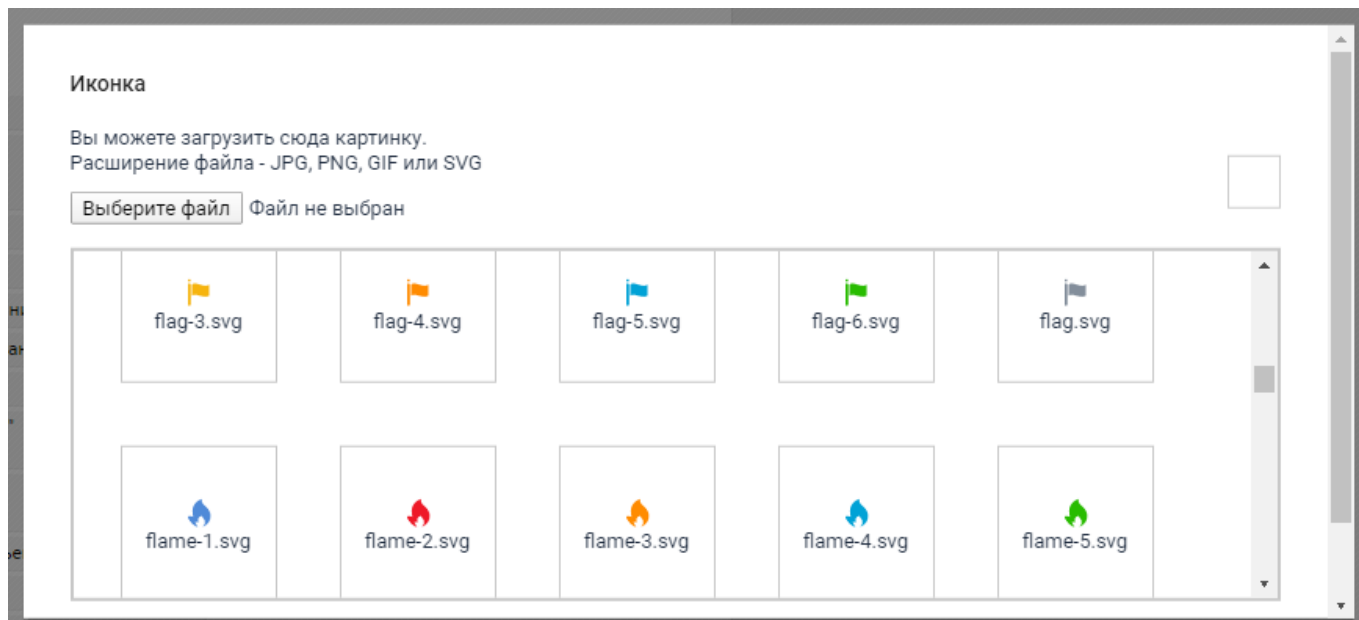 Иконка
Вы можете загрузить сюда картинку.
Расширение файла - JPG, PNG, GIF или SVG
Выберите файл Файл не выбран
flag-3.svg flag-4.svg flag-5.svg flag-6.svg flag.svg
flame-1.svg flame-2.svg flame-3.svg flame-4.svg flame-5.svg